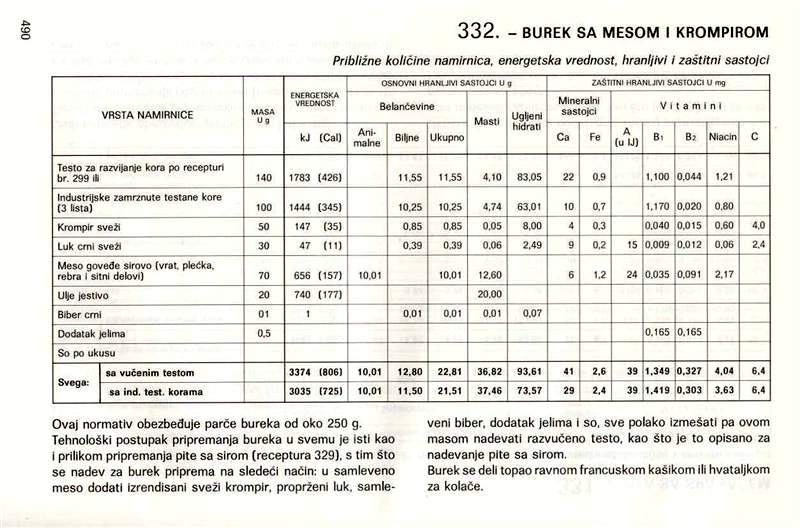 490
332. – BUREK SA MESOM I KROMPIROM
Približne količine namirnica, energetska vrednost, hranljivi i zaštitni sastojci
VRSTA NAMIRNICE
MASA U g
ENERGETSKA VREDNOST
OSNOVNI HRANLJIVI SASTOJCI U g
ZAŠTITNI HRANLJIVI SASTOJCI U mg
Belančevine
Masti
Ugljeni hidrati
Mineralni sastojci
Vitamini
kJ (Cal)
Ani-malne
Biljne
Ukupno
Ca
Fe
A (u IJ)
B1
B2
Niacin
C
Testo za razvijanje kora po recepturi
br. 299 ili 140 1783 (426) 11,55 11,55 4,10 83,05 22 0,9 1,100 0,044 1,21
Industrijske zamrznute testane kore
(3 lista) 100 1444 (345) 10,25 10,25 4,74 63,01 10 0,7 1,170 0,020 0,80
Krompir sveži 50 147 (35) 0,85 0,85 0,05 8,00 4 0,3 0,040 0,015 0,60 4,0
Luk crni sveži 30 47 (11) 0,39 0,39 0,06 2,49 9 0,2 15 0,009 0,012 0,06 2,4
Meso goveđe sirovo (vrat, plećka,
rebra i sitni delovi) 70 656 (157) 10,01 10,01 12,60 6 1,2 24 0,035 0,091 2,17
Ulje jestivo 20 740 (177) 20,00
Biber crni 01 1 0,01 0,01 0,01 0,07
Dodatak jelima 0,5 0,165 0,165
So po ukusu
Svega:
sa vučenim testom 3374 (806) 10,01 12,80 22,81 36,82 93,61 41 2,6 39 1,349 0,327 4,04 6,4
sa ind. test. korama 3035 (725) 10,01 11,50 21,51 37,46 73,57 29 2,4 39 1,419 0,303 3,63 6,4
Ovaj normativ obezbeđuje parče bureka od oko 250 g.
Tehnološki postupak pripremanja bureka u svemu je isti kao
i prilikom pripremanja pite sa sirom (receptura 329), s tim što
se nadev za burek priprema na sledeći način: u samleveno
meso dodati izrendisani sveži krompir, proprženi luk, samle-
veni biber, dodatak jelima i so, sve polako izmešati pa ovom
masom nadevati razvučeno testo, kao što je to opisano za
nadevanje pite sa sirom.
Burek se deli topao ravnom francuskom kašikom ili hvataljkom
za kolače.